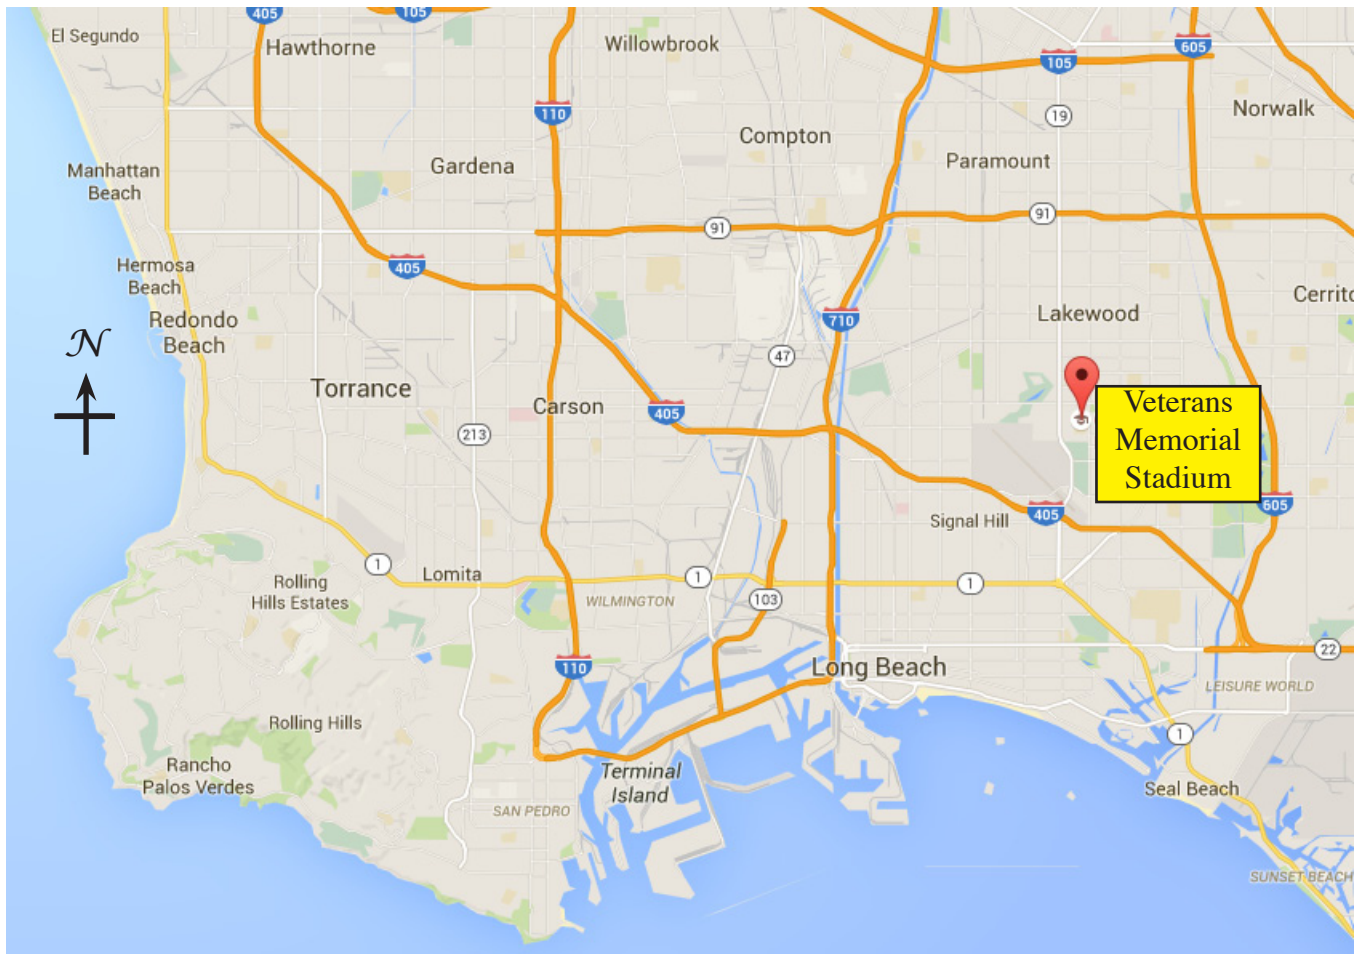 405
105
El Segundo
Hawthorne
Willowbrook
605
105
110
19
Norwalk
Compton
Paramount
Gardena
Manhattan
Beach
91
91
405
Hermosa
Beach
Redondo
Beach
710
Lakewood
Cerrito
N
47
Torrance
Carson
405
213
Veterans
Memorial
Stadium
605
405
Signal Hill
1
Lomita
1
1
Rolling
Hills Estates
WILMINGTON
103
110
Long Beach
22
LEISURE WORLD
Rolling Hills
1
Rancho
Palos Verdes
Terminal
Island
Seal Beach
SAN PEDRO
SUNSET BEACH